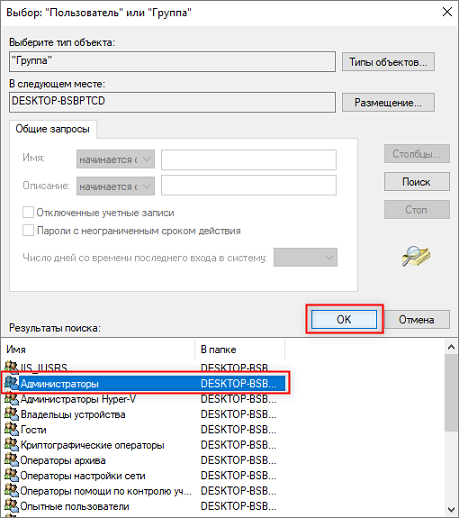 Выбор: "Пользователь" или "Группа"
Выберите тип объекта:
"Группа"
Типы объектов...
В следующем месте:
DESKTOP-BSBPTCD
Размещение...
Общие запросы
Имя:
начинается с
Столбцы...
Описание:
начинается с
Поиск
Отключенные учетные записи
Стоп
Пароли с неограниченным сроком действия
Число дней со времени последнего входа в систему:
OK
Отмена
Результаты поиска:
Имя
В папке
IIS_IUSRS
DESKTOP-BSB...
Администраторы
DESKTOP-BSB...
Администраторы Hyper-V
DESKTOP-BSB...
Владельцы устройства
DESKTOP-BSB...
Гости
DESKTOP-BSB...
Криптографические операторы
DESKTOP-BSB...
Операторы архива
DESKTOP-BSB...
Операторы настройки сети
DESKTOP-BSB...
Операторы помощи по контролю уч...
DESKTOP-BSB...
Опытные пользователи
DESKTOP-BSB...